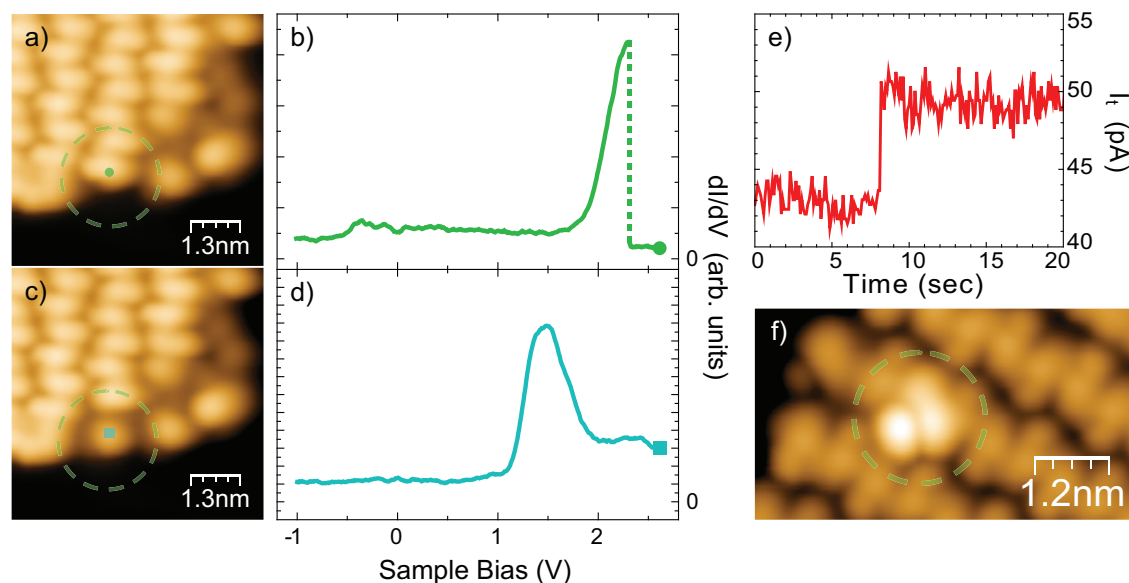 a)
1.3nm
c)
1.3nm
b)
0
d)
0
dI/dV (arb. units)
-1 0 1 2
Sample Bias (V)
e)
55
50
45
40
I_t (pA)
0 5 10 15 20
Time (sec)
f)
1.2nm